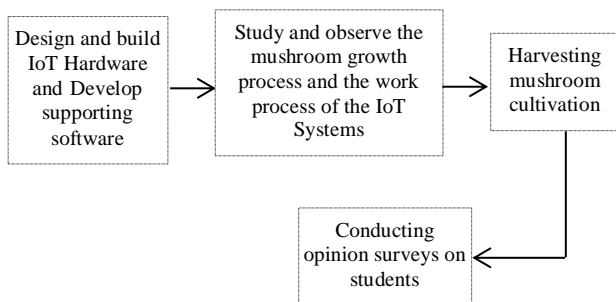 Design and build
IoT Hardware
and Develop
supporting
software
Study and observe the
mushroom growth
process and the work
process of the IoT
Systems
Harvesting
mushroom
cultivation
Conducting
opinion surveys on
students